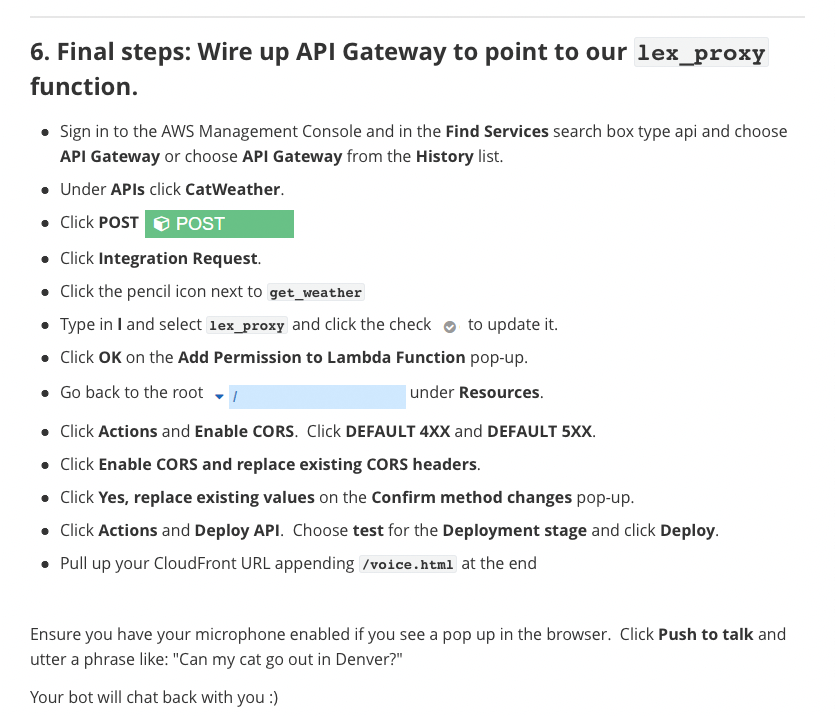 6. Final steps: Wire up API Gateway to point to our lex_proxy
function.
Sign in to the AWS Management Console and in the Find Services search box type api and choose
API Gateway or choose API Gateway from the History list.
Under APIs click CatWeather.
Click POST POST
Click Integration Request.
Click the pencil icon next to get_weather
Type in l and select lex_proxy and click the check to update it.
Click OK on the Add Permission to Lambda Function pop-up.
Go back to the root / under Resources.
Click Actions and Enable CORS. Click DEFAULT 4XX and DEFAULT 5XX.
Click Enable CORS and replace existing CORS headers.
Click Yes, replace existing values on the Confirm method changes pop-up.
Click Actions and Deploy API. Choose test for the Deployment stage and click Deploy.
Pull up your CloudFront URL appending /voice.html at the end
Ensure you have your microphone enabled if you see a pop up in the browser. Click Push to talk and
utter a phrase like: "Can my cat go out in Denver?"
Your bot will chat back with you :)